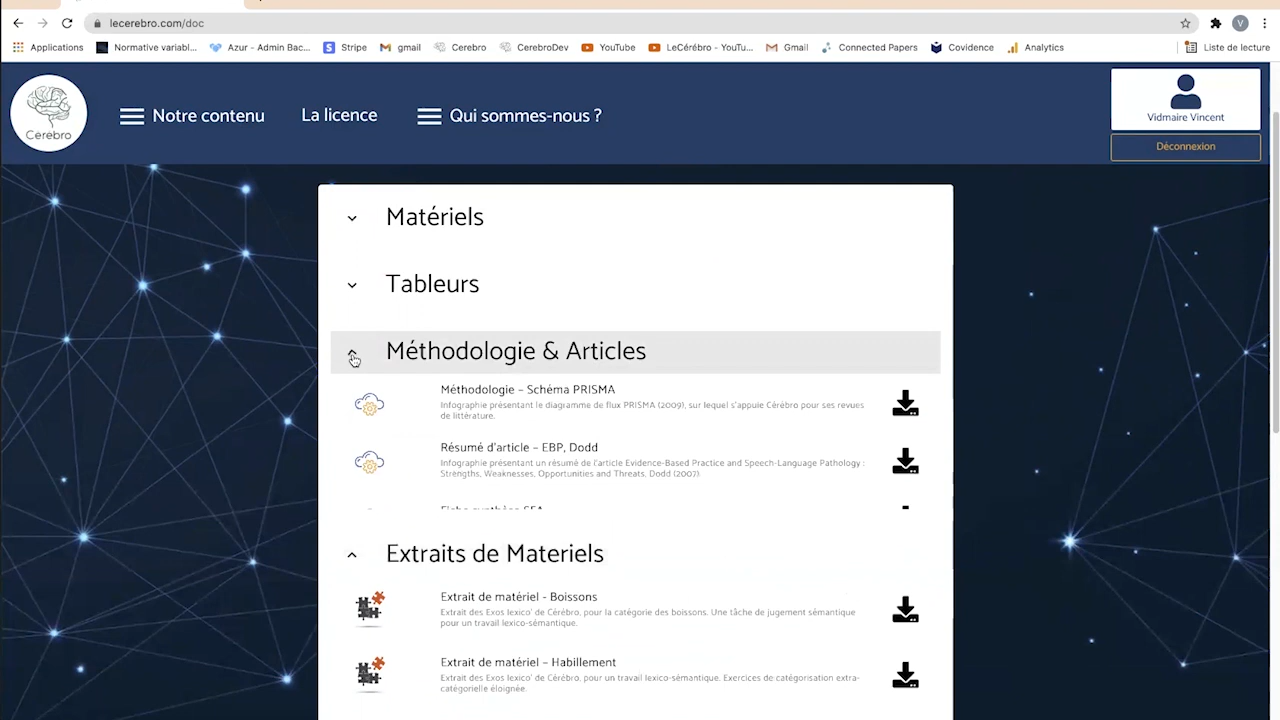 lecerebro.com/doc
V
Applications
Normative variabl...
Azur - Admin Bac...
Stripe
gmail
Cerebro
CerebroDev
YouTube
LeCérébro - YouTu...
Gmail
Connected Papers
Covidence
Analytics
Liste de lecture
Cerebro
Notre contenu
La licence
Qui sommes-nous ?
Vidmaire Vincent
Déconnexion
Matériels
Tableurs
Méthodologie & Articles
Méthodologie – Schéma PRISMA
Infographie présentant le diagramme de flux PRISMA (2009), sur lequel s'appuie Cérébro pour ses revues
de littérature.
Résumé d'article – EBP, Dodd
Infographie présentant un résumé de l'article Evidence-Based Practice and Speech-Language Pathology :
Strengths, Weaknesses, Opportunities and Threats, Dodd (2007)
Extraits de Materiels
Extrait de matériel - Boissons
Extrait des Exos lexico' de Cérébro, pour la catégorie des boissons. Une tâche de jugement sémantique
pour un travail lexico-sémantique.
Extrait de matériel – Habillement
Extrait des Exos lexico' de Cérébro, pour un travail lexico-sémantique. Exercices de catégorisation extra-
catégorielle éloignée.